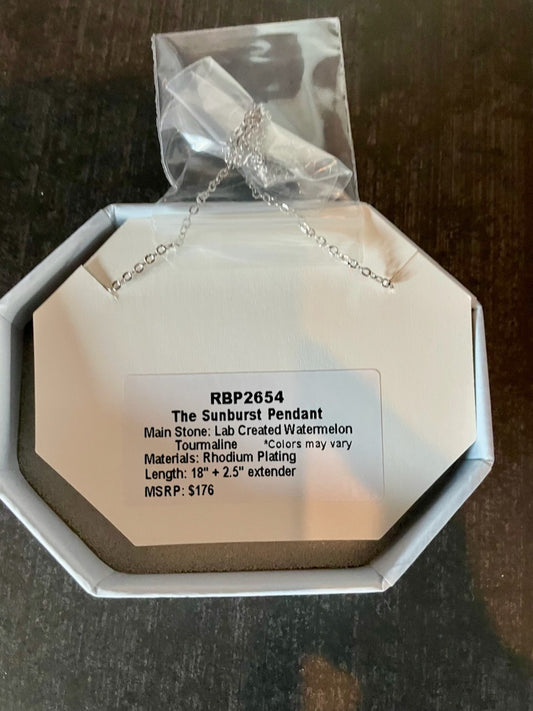 RBP2654
The Sunburst Pendant
Main Stone: Lab Created Watermelon
Tourmaline *Colors may vary
Materials: Rhodium Plating
Length: 18" + 2.5" extender
MSRP: $176